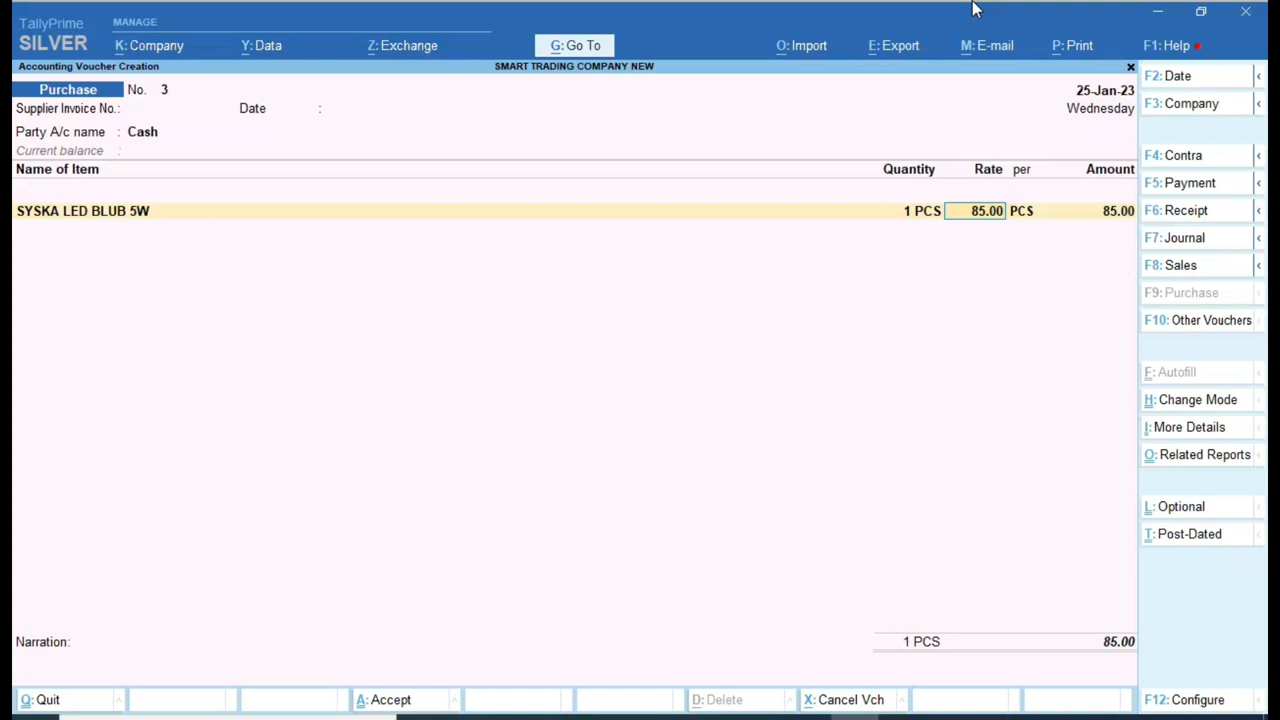 TallyPrime
SILVER
MANAGE
K: Company
Y: Data
Z: Exchange
G: Go To
O: Import
E: Export
M: E-mail
P: Print
F1: Help
Accounting Voucher Creation
SMART TRADING COMPANY NEW
Purchase No. 3
25-Jan-23
Supplier Invoice No.: Date :
Wednesday
Party A/c name : Cash
Current balance :
Name of Item Quantity Rate per Amount
SYSKA LED BLUB 5W 1 PCS 85.00 PCS 85.00
Narration: 1 PCS 85.00
F2: Date
F3: Company
F4: Contra
F5: Payment
F6: Receipt
F7: Journal
F8: Sales
F9: Purchase
F10: Other Vouchers
F: Autofill
H: Change Mode
I: More Details
O: Related Reports
L: Optional
T: Post-Dated
Q: Quit
A: Accept
D: Delete
X: Cancel Vch
F12: Configure